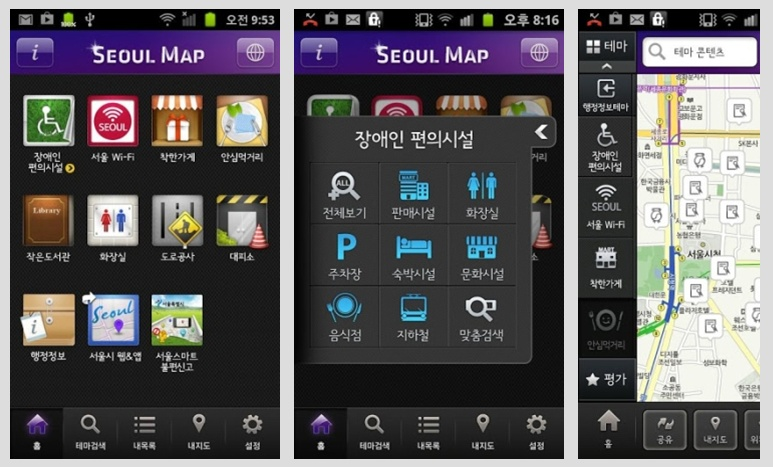 오전 9:53
SEOUL MAP
장애인
편의시설
SEOUL
서울 Wi-Fi
착한가게
안심먹거리
Library
작은도서관
화장실
도로공사
대피소
행정정보
Seoul
서울시 웹&앱
서울스마트
불편신고
홈
테마검색
내목록
내지도
설정
오후 8:16
SEOUL MAP
장애인 편의시설
ALL
전체보기
MART
판매시설
화장실
P
주차장
숙박시설
문화시설
음식점
지하철
맞춤검색
홈
테마검색
내목록
내지도
설정
테마
테마 콘텐츠
행정정보테마
장애인
편의시설
서울 Wi-Fi
MART
착한가게
안심먹거리
평가
서울시청
홈
공유
내지도